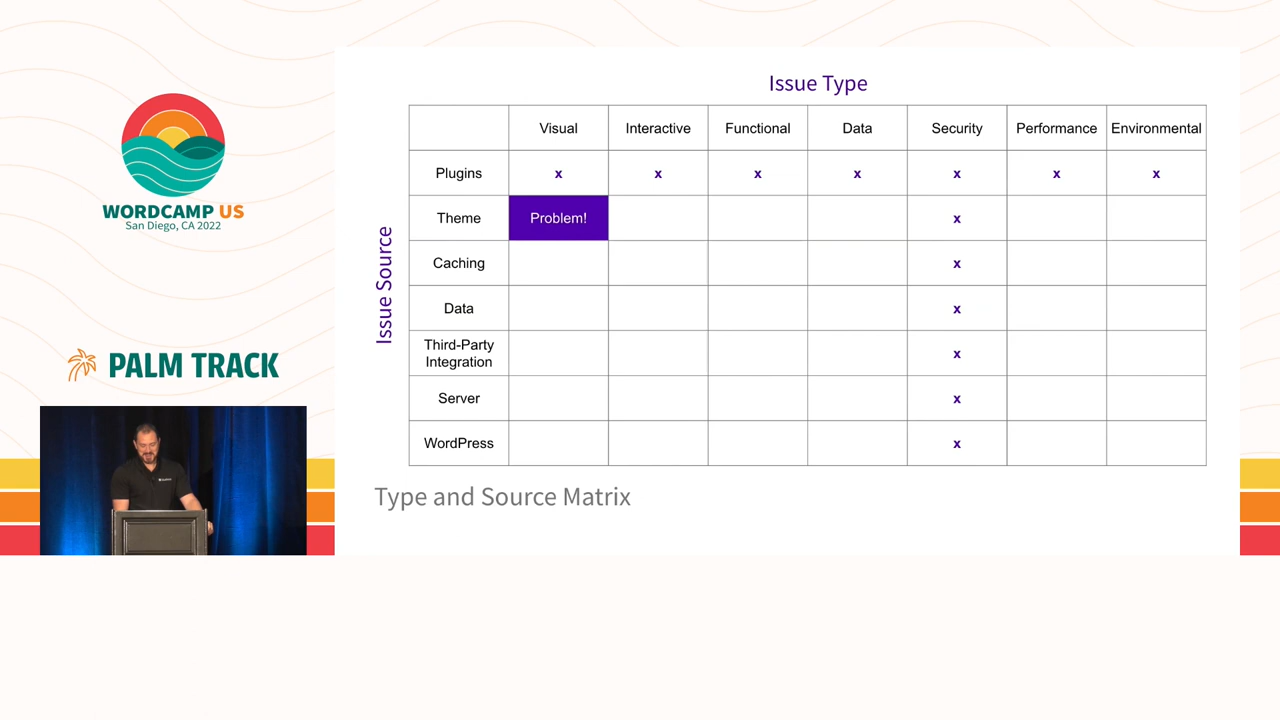 WORDCAMP US
San Diego, CA 2022
PALM TRACK
Issue Type
Issue Source
Visual Interactive Functional Data Security Performance Environmental
Plugins x x x x x x x
Theme Problem! x
Caching x
Data x
Third-Party
Integration x
Server x
WordPress x
Type and Source Matrix